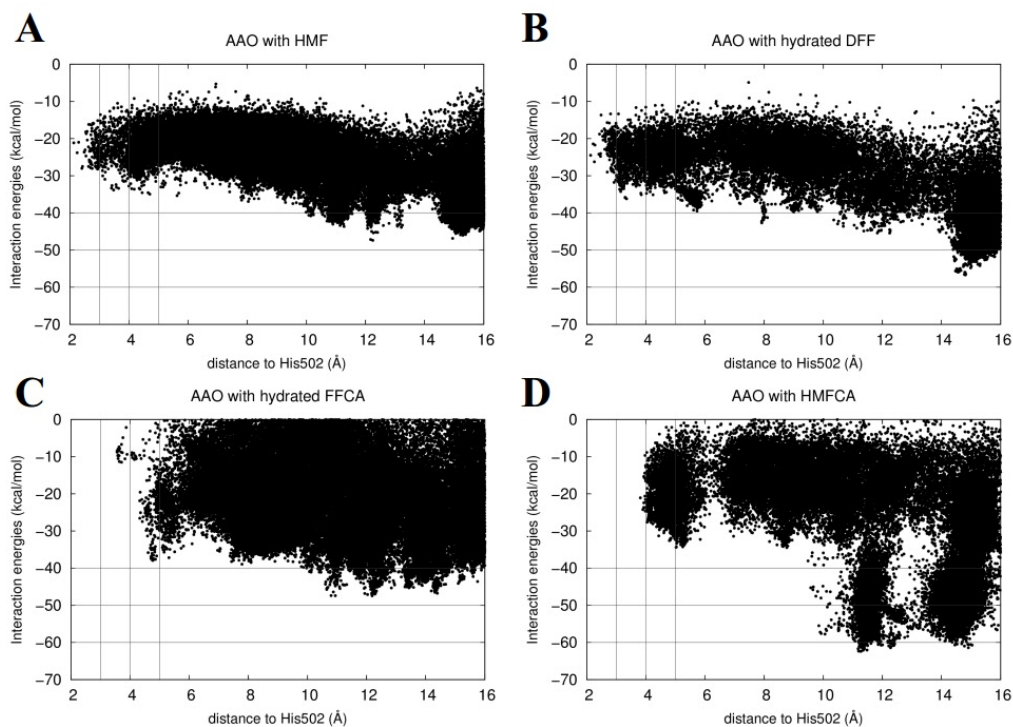 A
AAO with HMF
0
−10
−20
−30
−40
−50
−60
−70
Interaction energies (kcal/mol)
2 4 6 8 10 12 14 16
distance to His502 (Å)
B
AAO with hydrated DFF
0
−10
−20
−30
−40
−50
−60
−70
Interaction energies (kcal/mol)
2 4 6 8 10 12 14 16
distance to His502 (Å)
C
AAO with hydrated FFCA
0
−10
−20
−30
−40
−50
−60
−70
Interaction energies (kcal/mol)
2 4 6 8 10 12 14 16
distance to His502 (Å)
D
AAO with HMFCA
0
−10
−20
−30
−40
−50
−60
−70
Interaction energies (kcal/mol)
2 4 6 8 10 12 14 16
distance to His502 (Å)